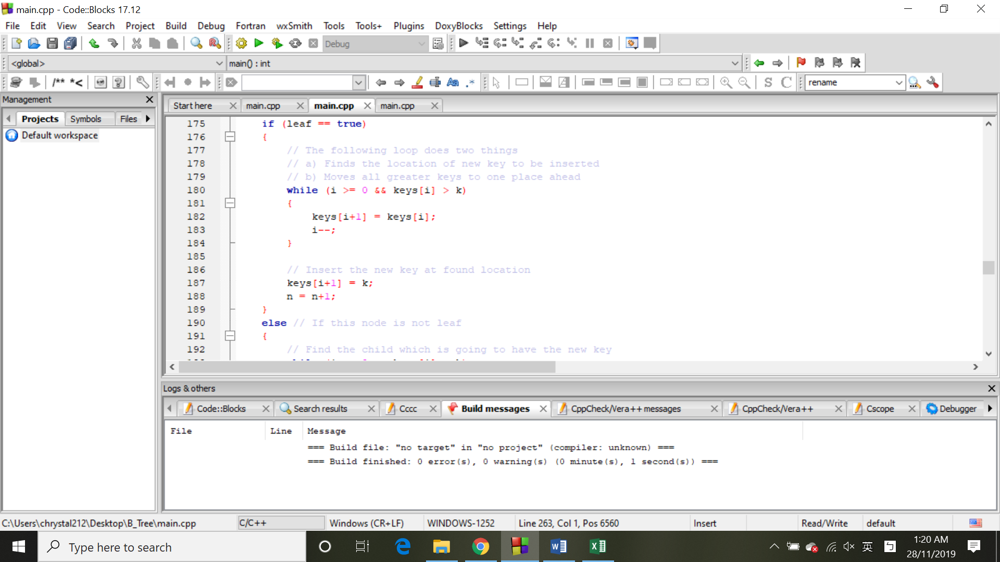 main.cpp - Code::Blocks 17.12
File Edit View Search Project Build Debug Fortran wxSmith Tools Tools+ Plugins DoxyBlocks Settings Help
Debug
<global> main() : int
/** *< Aa .* S C rename
Management
Start here main.cpp main.cpp main.cpp
Projects Symbols Files
Default workspace
175 if (leaf == true)
176 {
177 // The following loop does two things
178 // a) Finds the location of new key to be inserted
179 // b) Moves all greater keys to one place ahead
180 while (i >= 0 && keys[i] > k)
181 {
182 keys[i+1] = keys[i];
183 i--;
184 }
185
186 // Insert the new key at found location
187 keys[i+1] = k;
188 n = n+1;
189 }
190 else // If this node is not leaf
191 {
192 // Find the child which is going to have the new key
Logs & others
Code::Blocks Search results Cccc Build messages CppCheck/Vera++ messages CppCheck/Vera++ Cscope Debugger
File Line Message
=== Build file: "no target" in "no project" (compiler: unknown) ===
=== Build finished: 0 error(s), 0 warning(s) (0 minute(s), 1 second(s)) ===
C:\Users\chrystal212\Desktop\B_Tree\main.cpp C/C++ Windows (CR+LF) WINDOWS-1252 Line 263, Col 1, Pos 6560 Insert Read/Write default
Type here to search
英
1:20 AM
28/11/2019